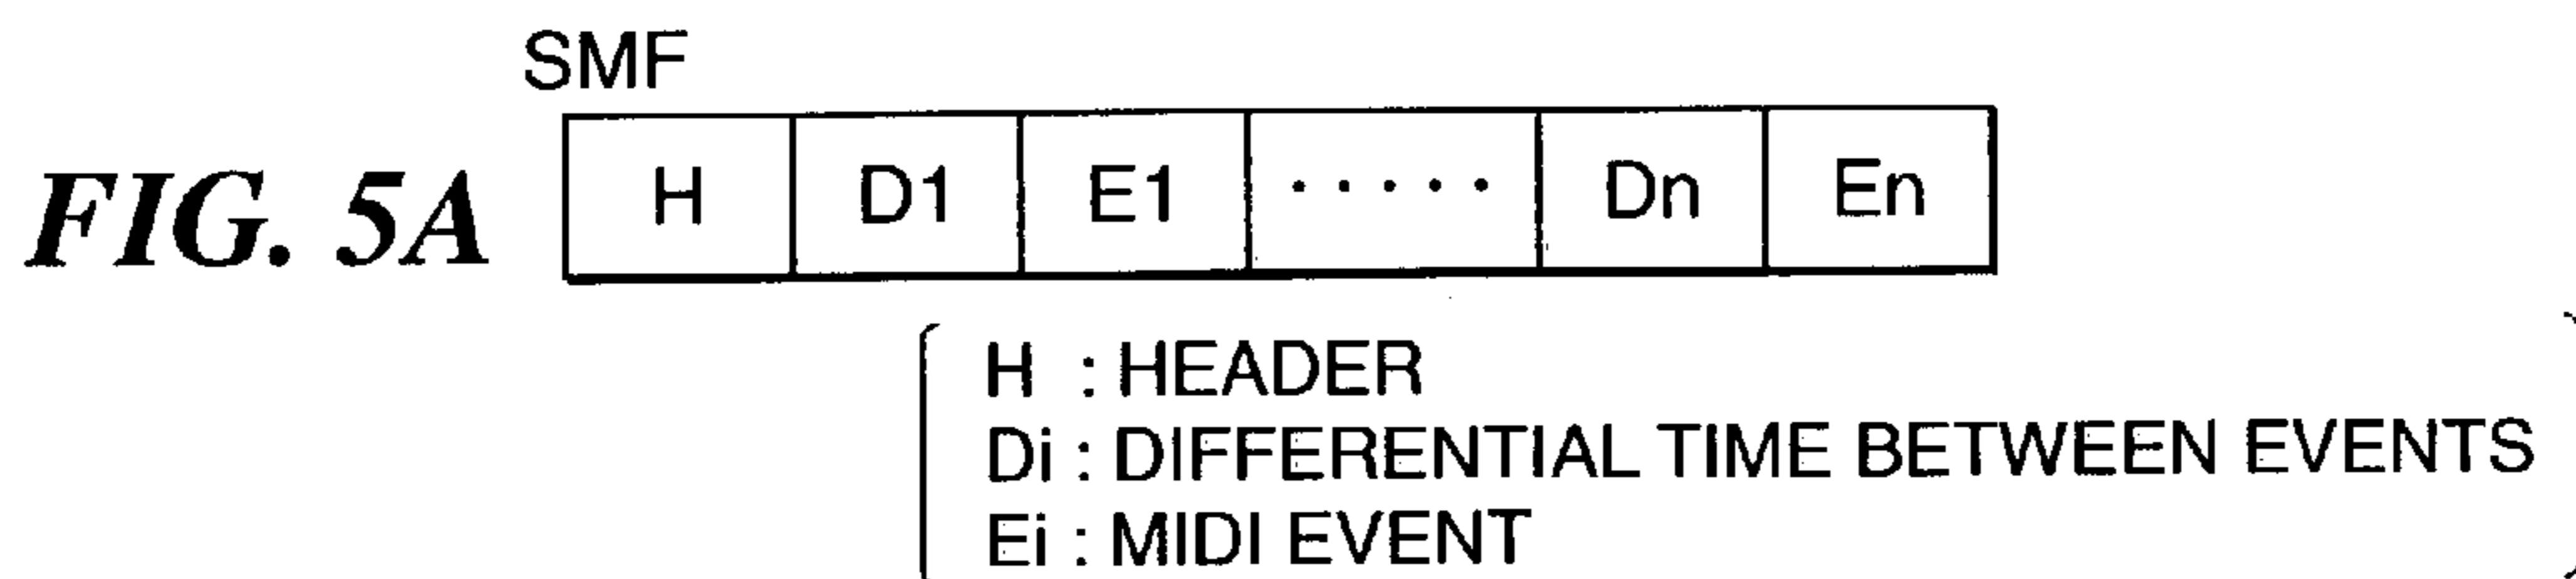 SMF
FIG. 5A
H D1 E1 ..... Dn En
H : HEADER
Di : DIFFERENTIAL TIME BETWEEN EVENTS
Ei : MIDI EVENT